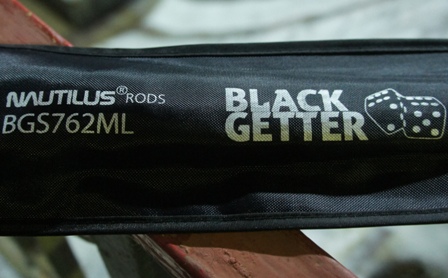 NAUTILUS® RODS
BGS762ML
BLACK
GETTER